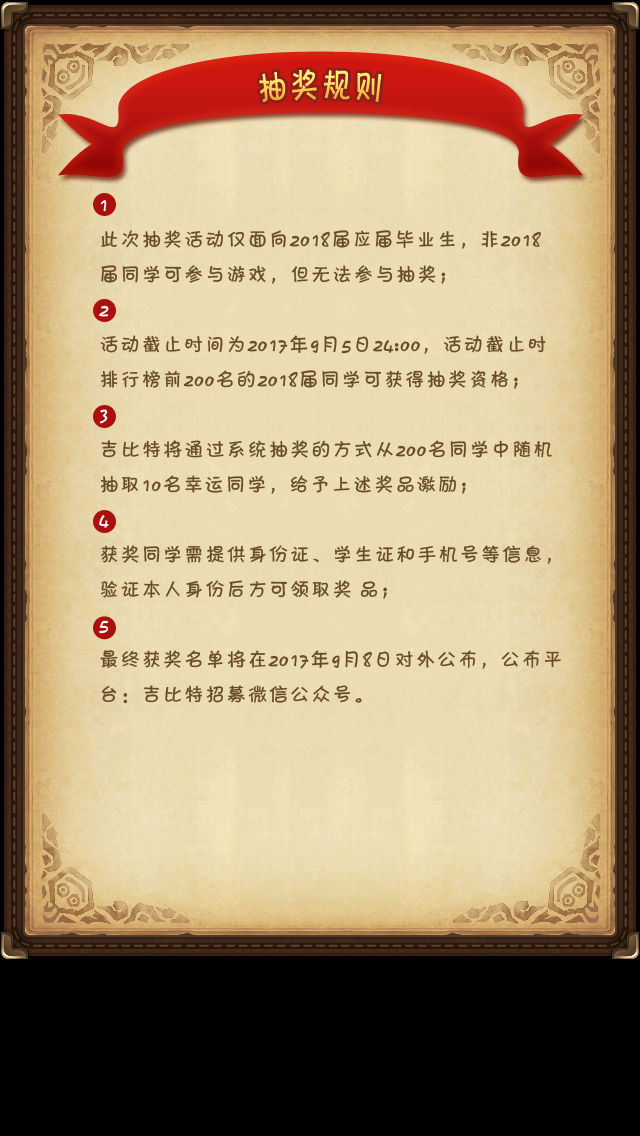 抽奖规则
1
此次抽奖活动仅面向2018届应届毕业生，非2018
届同学可参与游戏，但无法参与抽奖；
2
活动截止时间为2017年9月5日24:00，活动截止时
排行榜前200名的2018届同学可获得抽奖资格；
3
吉比特将通过系统抽奖的方式从200名同学中随机
抽取10名幸运同学，给予上述奖品激励；
4
获奖同学需提供身份证、学生证和手机号等信息，
验证本人身份后方可领取奖 品；
5
最终获奖名单将在2017年9月8日对外公布，公布平
台：吉比特招募微信公众号。